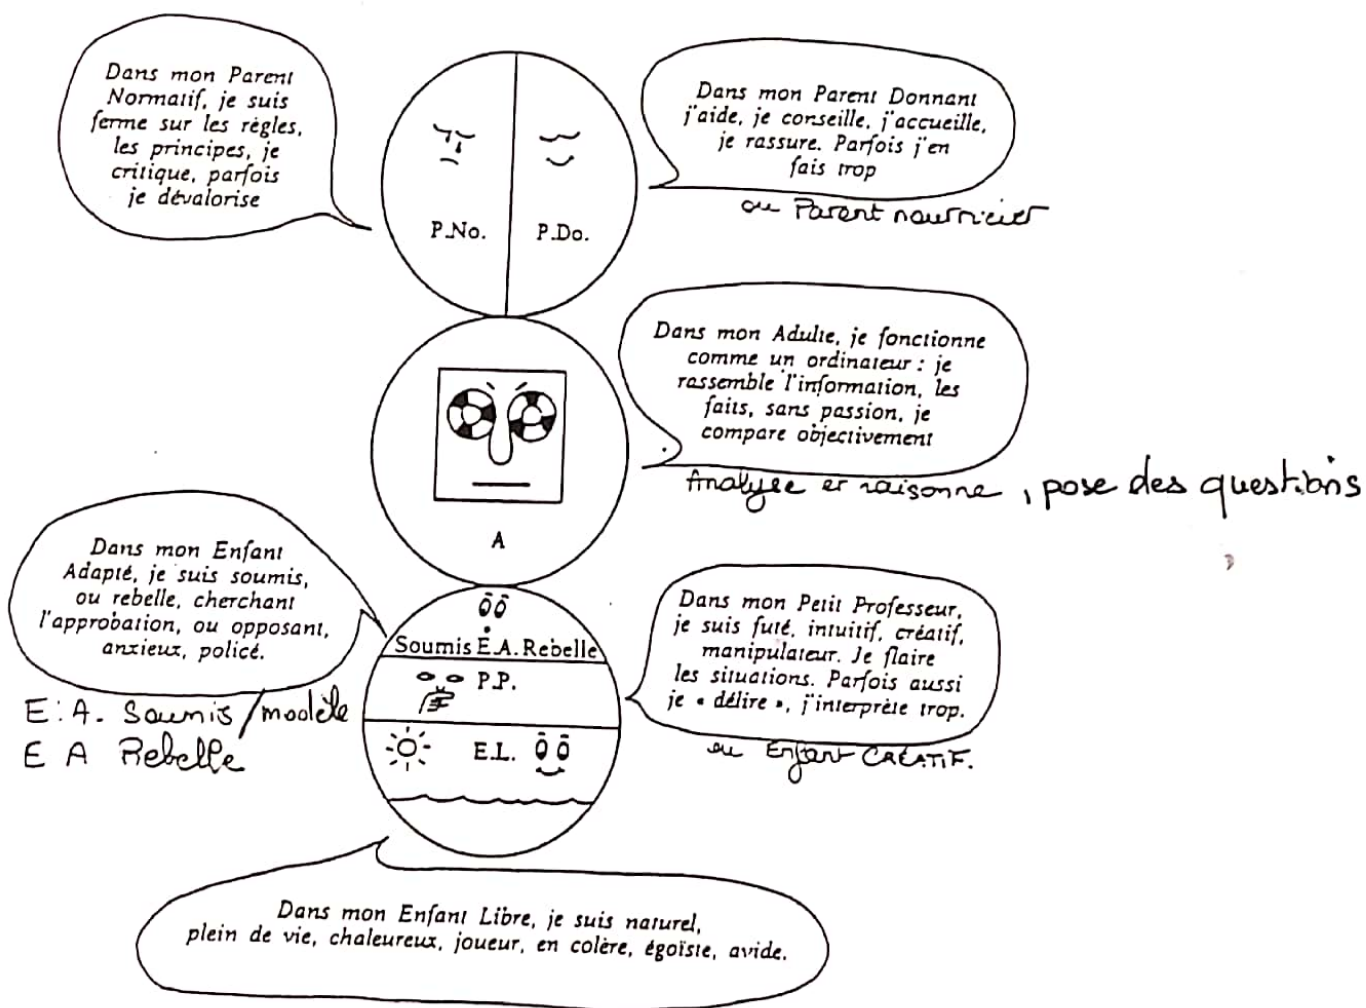 Dans mon Parent
Normatif, je suis
ferme sur les règles,
les principes, je
critique, parfois
je dévalorise
P.No.
P.Do.
Dans mon Parent Donnant
j'aide, je conseille, j'accueille,
je rassure. Parfois j'en
fais trop
ou Parent nourricier
Dans mon Adulte, je fonctionne
comme un ordinateur : je
rassemble l'information, les
faits, sans passion, je
compare objectivement
Analyse et raisonne, pose des questions
A
Dans mon Enfant
Adapté, je suis soumis,
ou rebelle, cherchant
l'approbation, ou opposant,
anxieux, policé.
E.A. Soumis / modèle
E A Rebelle
Soumis E.A. Rebelle
P.P.
E.L.
Dans mon Petit Professeur,
je suis futé, intuitif, créatif,
manipulateur. Je flaire
les situations. Parfois aussi
je « délire », j'interprète trop.
ou Enfant CRÉATIF.
Dans mon Enfant Libre, je suis naturel,
plein de vie, chaleureux, joueur, en colère, égoïste, avide.